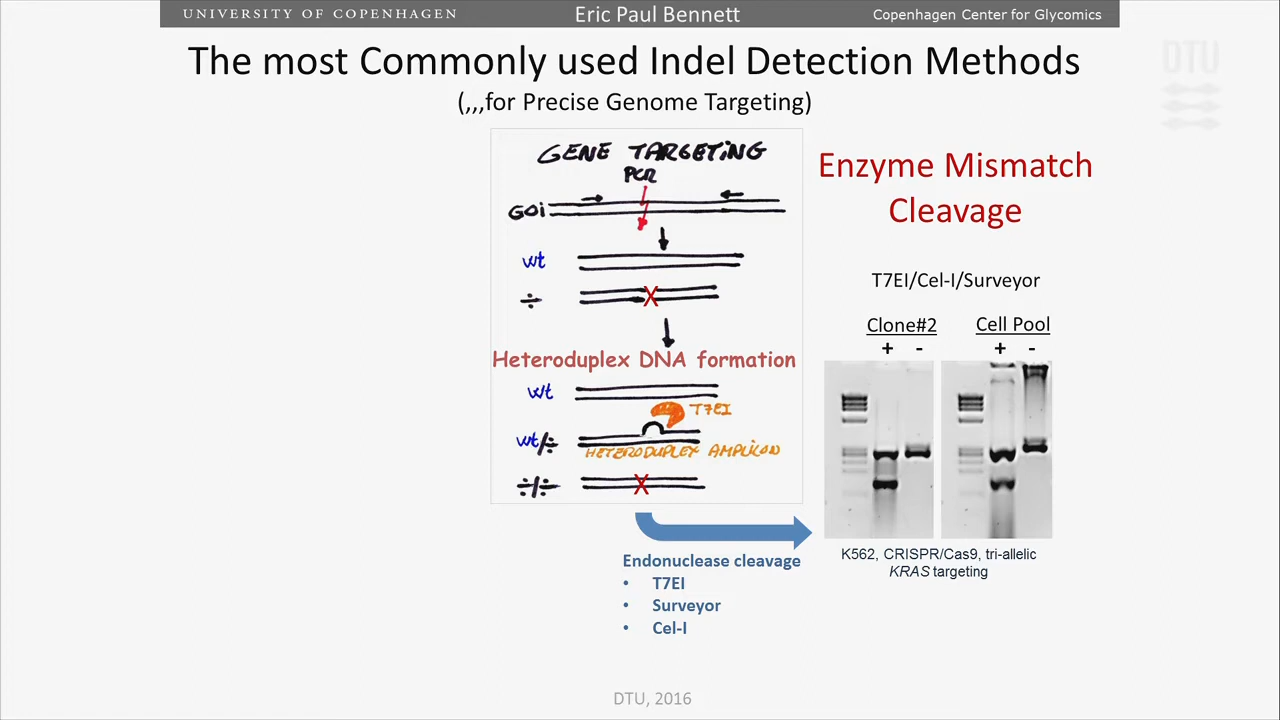 UNIVERSITY OF COPENHAGEN
Eric Paul Bennett
Copenhagen Center for Glycomics
DTU
The most Commonly used Indel Detection Methods
(,,,for Precise Genome Targeting)
GENE TARGETING
PCR
GOi
wt
÷
Heteroduplex DNA formation
wt
T7EI
wt/÷
HETERODUPLEX AMPLICON
÷/÷
Endonuclease cleavage
• T7EI
• Surveyor
• Cel-I
Enzyme Mismatch
Cleavage
T7EI/Cel-I/Surveyor
Clone#2 Cell Pool
+ - + -
K562, CRISPR/Cas9, tri-allelic
KRAS targeting
DTU, 2016